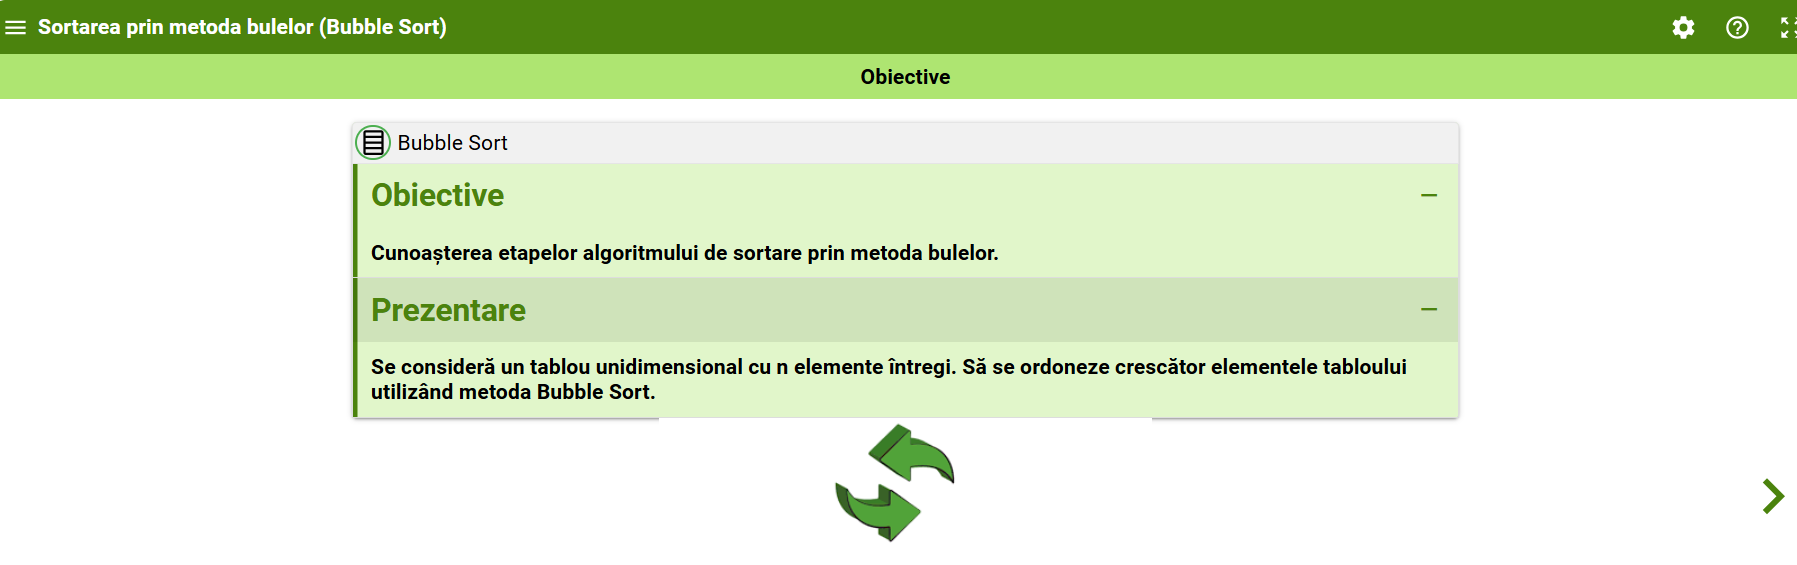 Sortarea prin metoda bulelor (Bubble Sort)
Obiective
Bubble Sort
Obiective
Cunoașterea etapelor algoritmului de sortare prin metoda bulelor.
Prezentare
Se consideră un tablou unidimensional cu n elemente întregi. Să se ordoneze crescător elementele tabloului
utilizând metoda Bubble Sort.